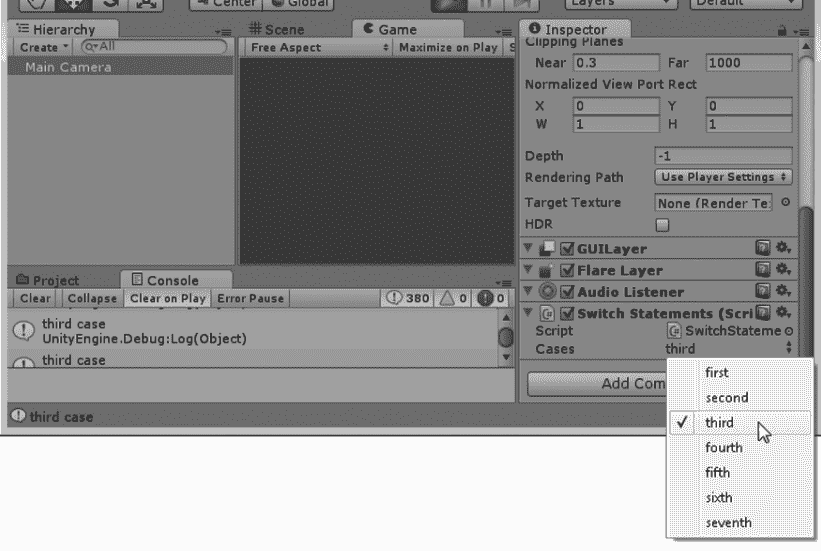 Center Global Layers Default
Hierarchy
Create All
Main Camera
Scene Game
Free Aspect Maximize on Play S
Inspector
Clipping Planes
Near 0.3 Far 1000
Normalized View Port Rect
X 0 Y 0
W 1 H 1
Depth -1
Rendering Path Use Player Settings
Target Texture None (Render Te:
HDR
GUILayer
Flare Layer
Audio Listener
Switch Statements (Scri
Script SwitchStateme
Cases third
Add Com
first
second
third
fourth
fifth
sixth
seventh
Project Console
Clear Collapse Clear on Play Error Pause 380 0 0
third case
UnityEngine.Debug:Log(Object)
third case
third case